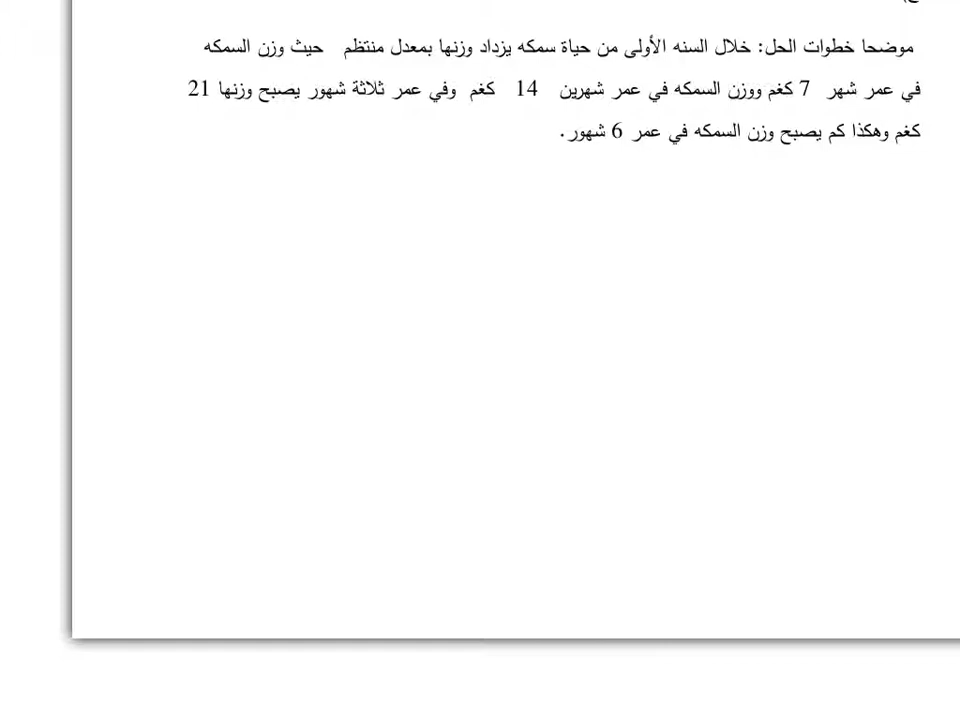 موضحا خطوات الحل: خلال السنه الأولى من حياة سمكه يزداد وزنها بمعدل منتظم حيث وزن السمكه
في عمر شهر 7 كغم ووزن السمكه في عمر شهرين 14 كغم وفي عمر ثلاثة شهور يصبح وزنها 21
كغم وهكذا كم يصبح وزن السمكه في عمر 6 شهور.